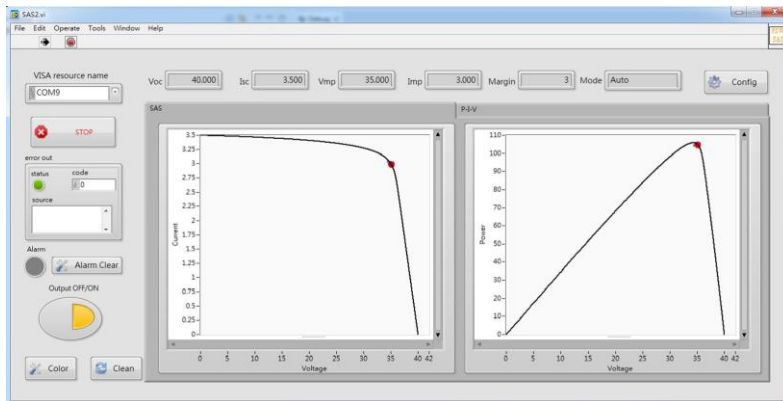 SAS2.vi
File Edit Operate Tools Window Help
VISA resource name
COM9
Voc 40.000 Isc 3.500 Vmp 35.000 Imp 3.000 Margin 3 Mode Auto
Config
STOP
error out
status code
0
source
Alarm
Alarm Clear
Output OFF/ON
Color
Clean
SAS
P-I-V
Current
3.5
3.25
3
2.75
2.5
2.25
2
1.75
1.5
1.25
1
0.75
0.5
0.25
0
0 5 10 15 20 25 30 35 40 42
Voltage
Power
110
100
90
80
70
60
50
40
30
20
10
0
0 5 10 15 20 25 30 35 40 42
Voltage